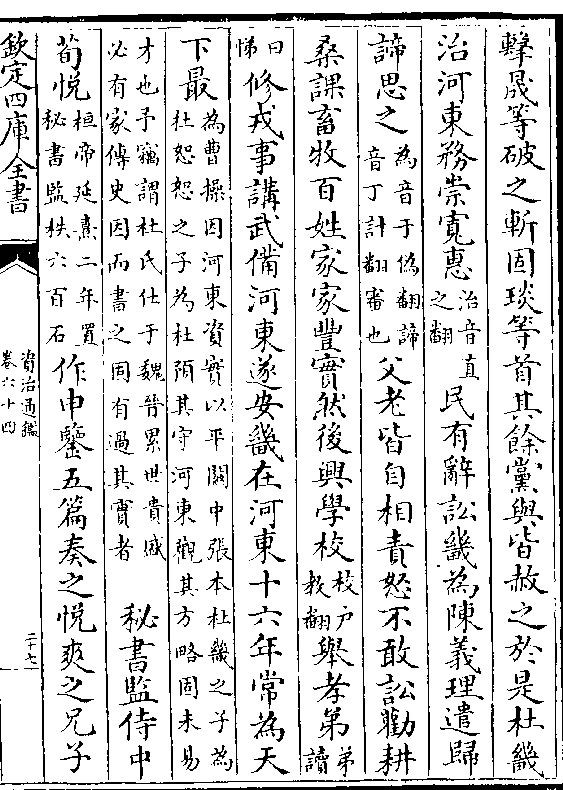 擊晟等破之斬固琰等首其餘黨與皆赦之於是杜畿
治河東務崇寬惠治音直之翻民有辭訟畿為陳義理遣歸
諦思之為音于偽翻諦音丁計翻審也父老皆自相責怒不敢訟勸耕
桑課畜牧百姓家家豐實然後興學校校戶教翻舉孝弟弟讀
曰悌修戎事講武備河東遂安畿在河東十六年常為天
下最為曹操因河東資實以平關中張本杜畿之子為杜恕恕之子為杜預其守河東觀其方略固未易
才也予竊謂杜氏仕于魏晉累世貴盛必有家傳史因而書之固有過其實者秘書監侍中
荀悅桓帝延熹二年置秘書監秩六百石作申鑒五篇奏之悅爽之兄子
欽定四庫全書
資治通鑑
卷六十四
二十七